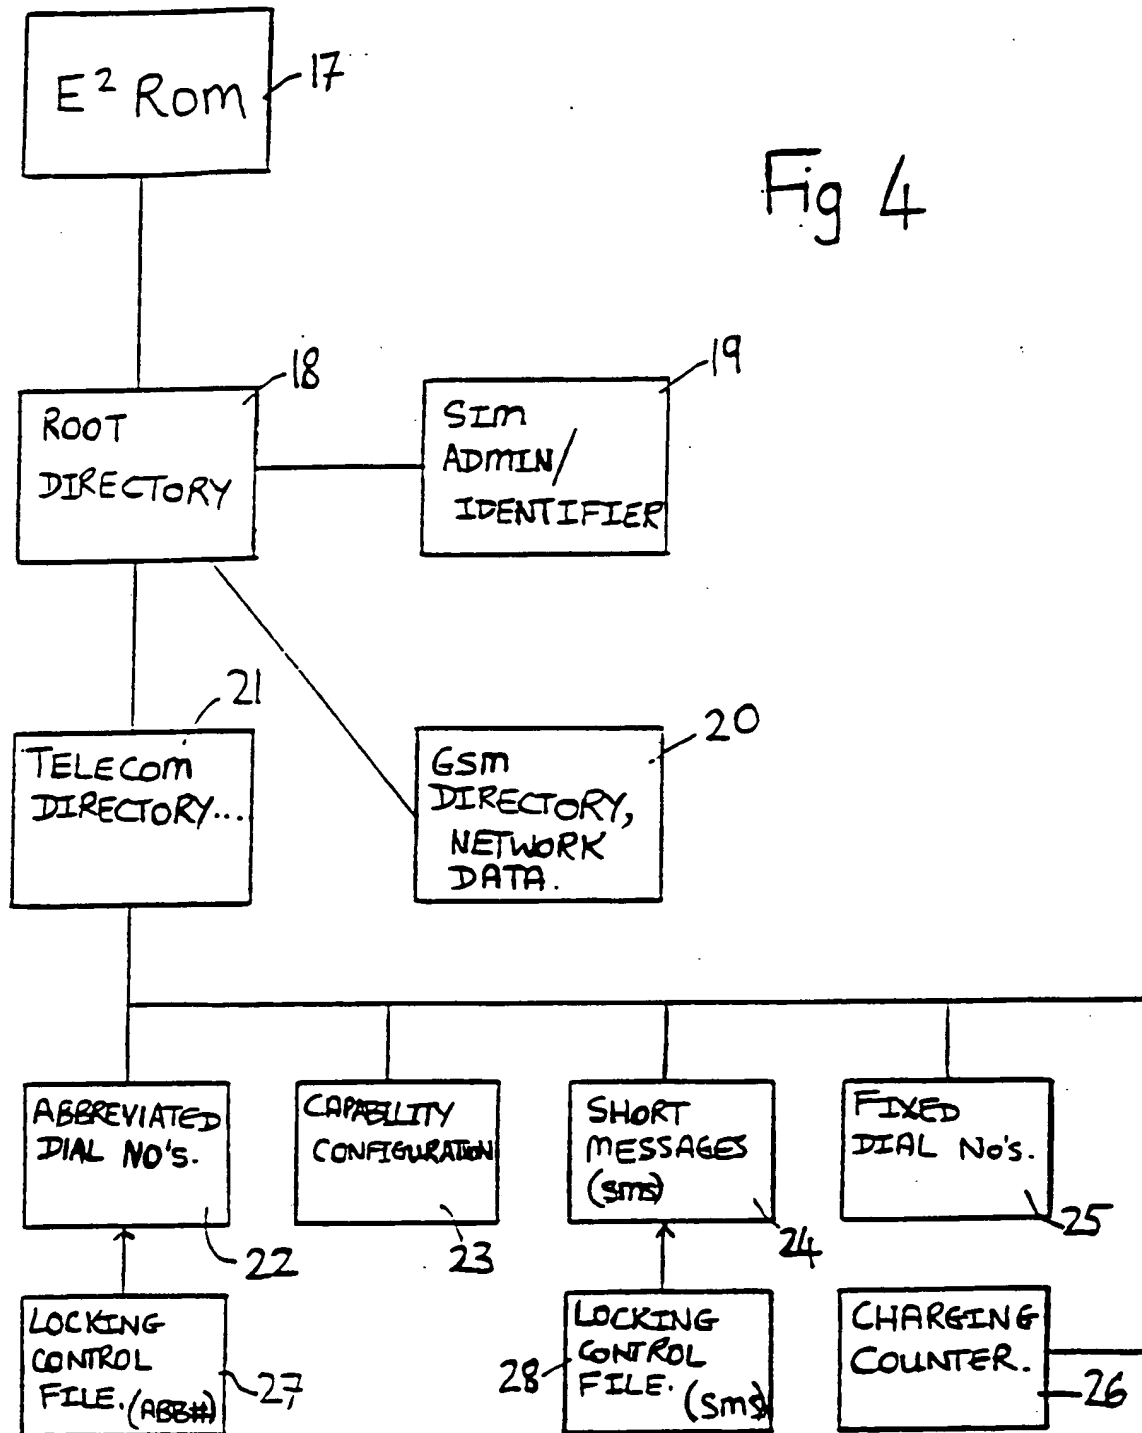 E² ROM
17
Fig 4
18
ROOT
DIRECTORY
19
SIM
ADMIN/
IDENTIFIER
21
TELECOM
DIRECTORY...
20
GSM
DIRECTORY,
NETWORK
DATA.
ABBREVIATED
DIAL NO's.
22
CAPABILITY
CONFIGURATION
23
SHORT
MESSAGES
(SMS)
24
FIXED
DIAL No's.
25
LOCKING
CONTROL
FILE. (ABB#)
27
LOCKING
CONTROL
FILE. (SMS)
28
CHARGING
COUNTER.
26